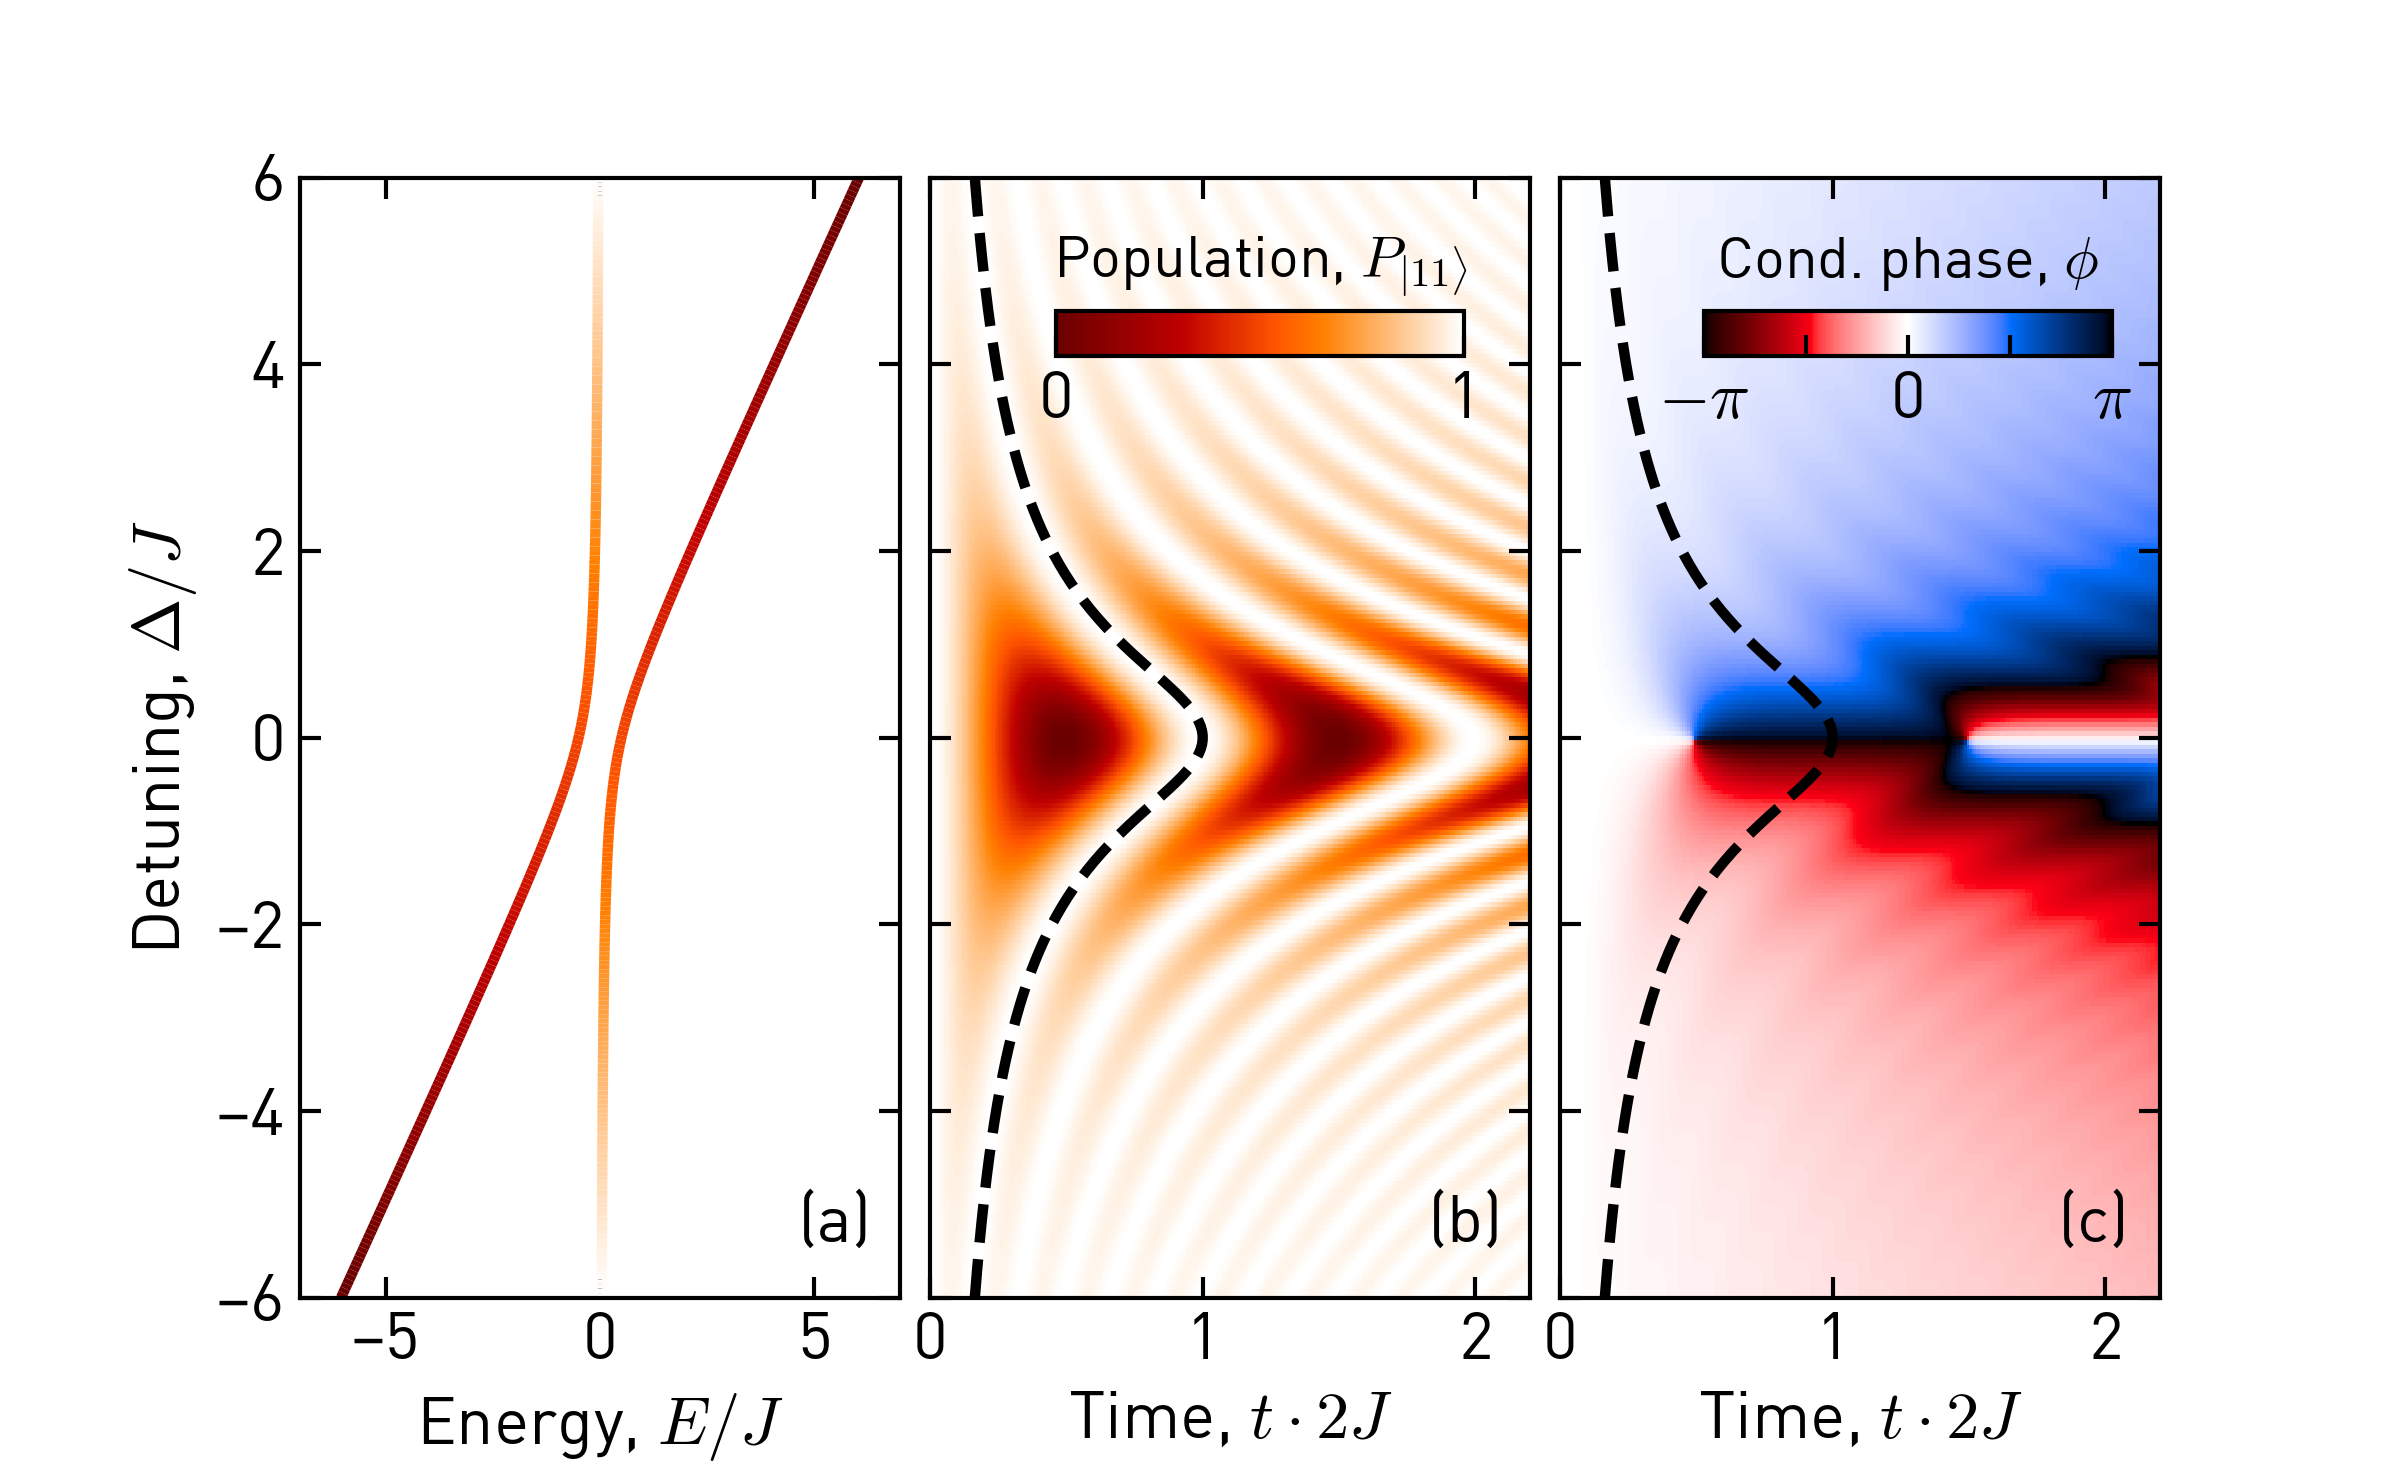 Detuning, Δ/J
6
4
2
0
−2
−4
−6
−5
0
5
Energy, E/J
(a)
Population, P|11⟩
0
1
(b)
0
1
2
Time, t · 2J
Cond. phase, ϕ
−π
0
π
(c)
0
1
2
Time, t · 2J